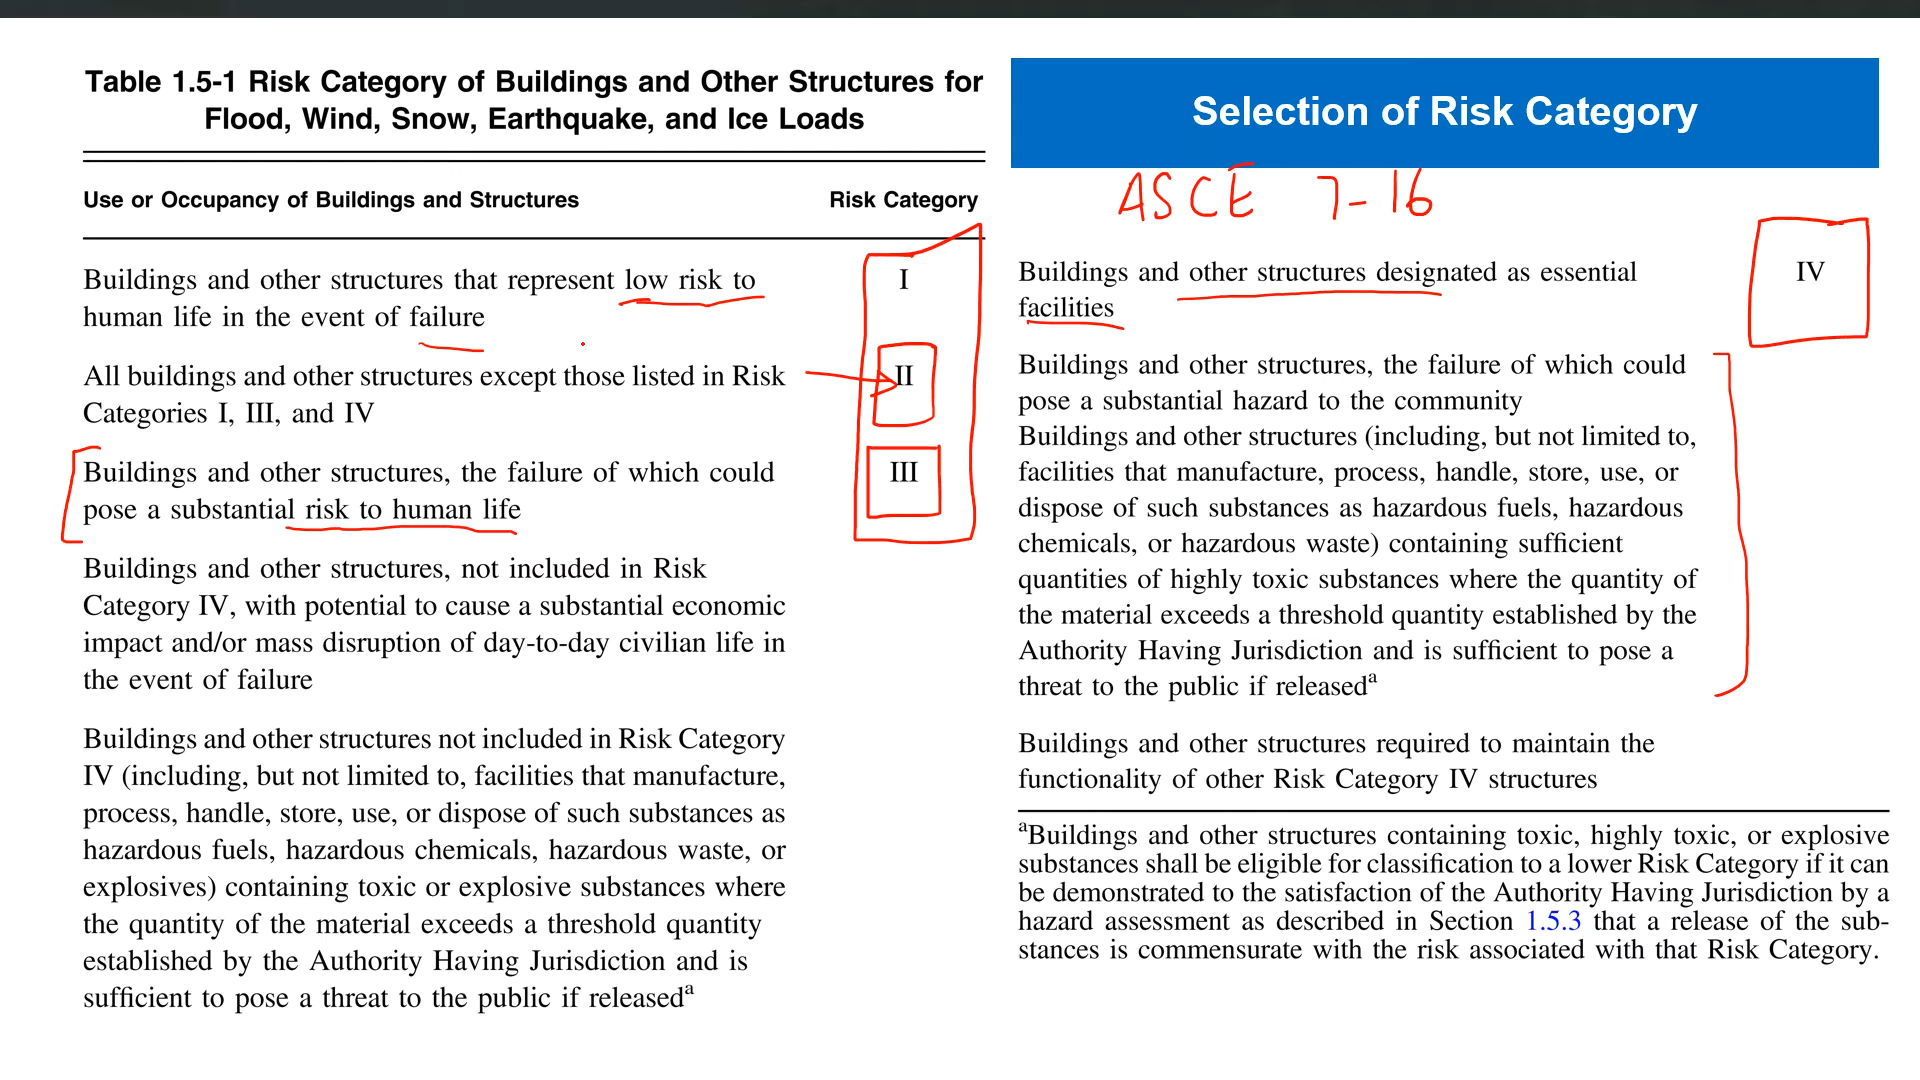 Table 1.5-1 Risk Category of Buildings and Other Structures for
Flood, Wind, Snow, Earthquake, and Ice Loads
Use or Occupancy of Buildings and Structures Risk Category
Buildings and other structures that represent low risk to I
human life in the event of failure
All buildings and other structures except those listed in Risk II
Categories I, III, and IV
Buildings and other structures, the failure of which could III
pose a substantial risk to human life
Buildings and other structures, not included in Risk
Category IV, with potential to cause a substantial economic
impact and/or mass disruption of day-to-day civilian life in
the event of failure
Buildings and other structures not included in Risk Category
IV (including, but not limited to, facilities that manufacture,
process, handle, store, use, or dispose of such substances as
hazardous fuels, hazardous chemicals, hazardous waste, or
explosives) containing toxic or explosive substances where
the quantity of the material exceeds a threshold quantity
established by the Authority Having Jurisdiction and is
sufficient to pose a threat to the public if releasedᵃ
Selection of Risk Category
ASCE 7-16
Buildings and other structures designated as essential IV
facilities
Buildings and other structures, the failure of which could
pose a substantial hazard to the community
Buildings and other structures (including, but not limited to,
facilities that manufacture, process, handle, store, use, or
dispose of such substances as hazardous fuels, hazardous
chemicals, or hazardous waste) containing sufficient
quantities of highly toxic substances where the quantity of
the material exceeds a threshold quantity established by the
Authority Having Jurisdiction and is sufficient to pose a
threat to the public if releasedᵃ
Buildings and other structures required to maintain the
functionality of other Risk Category IV structures
ᵃBuildings and other structures containing toxic, highly toxic, or explosive
substances shall be eligible for classification to a lower Risk Category if it can
be demonstrated to the satisfaction of the Authority Having Jurisdiction by a
hazard assessment as described in Section 1.5.3 that a release of the sub-
stances is commensurate with the risk associated with that Risk Category.